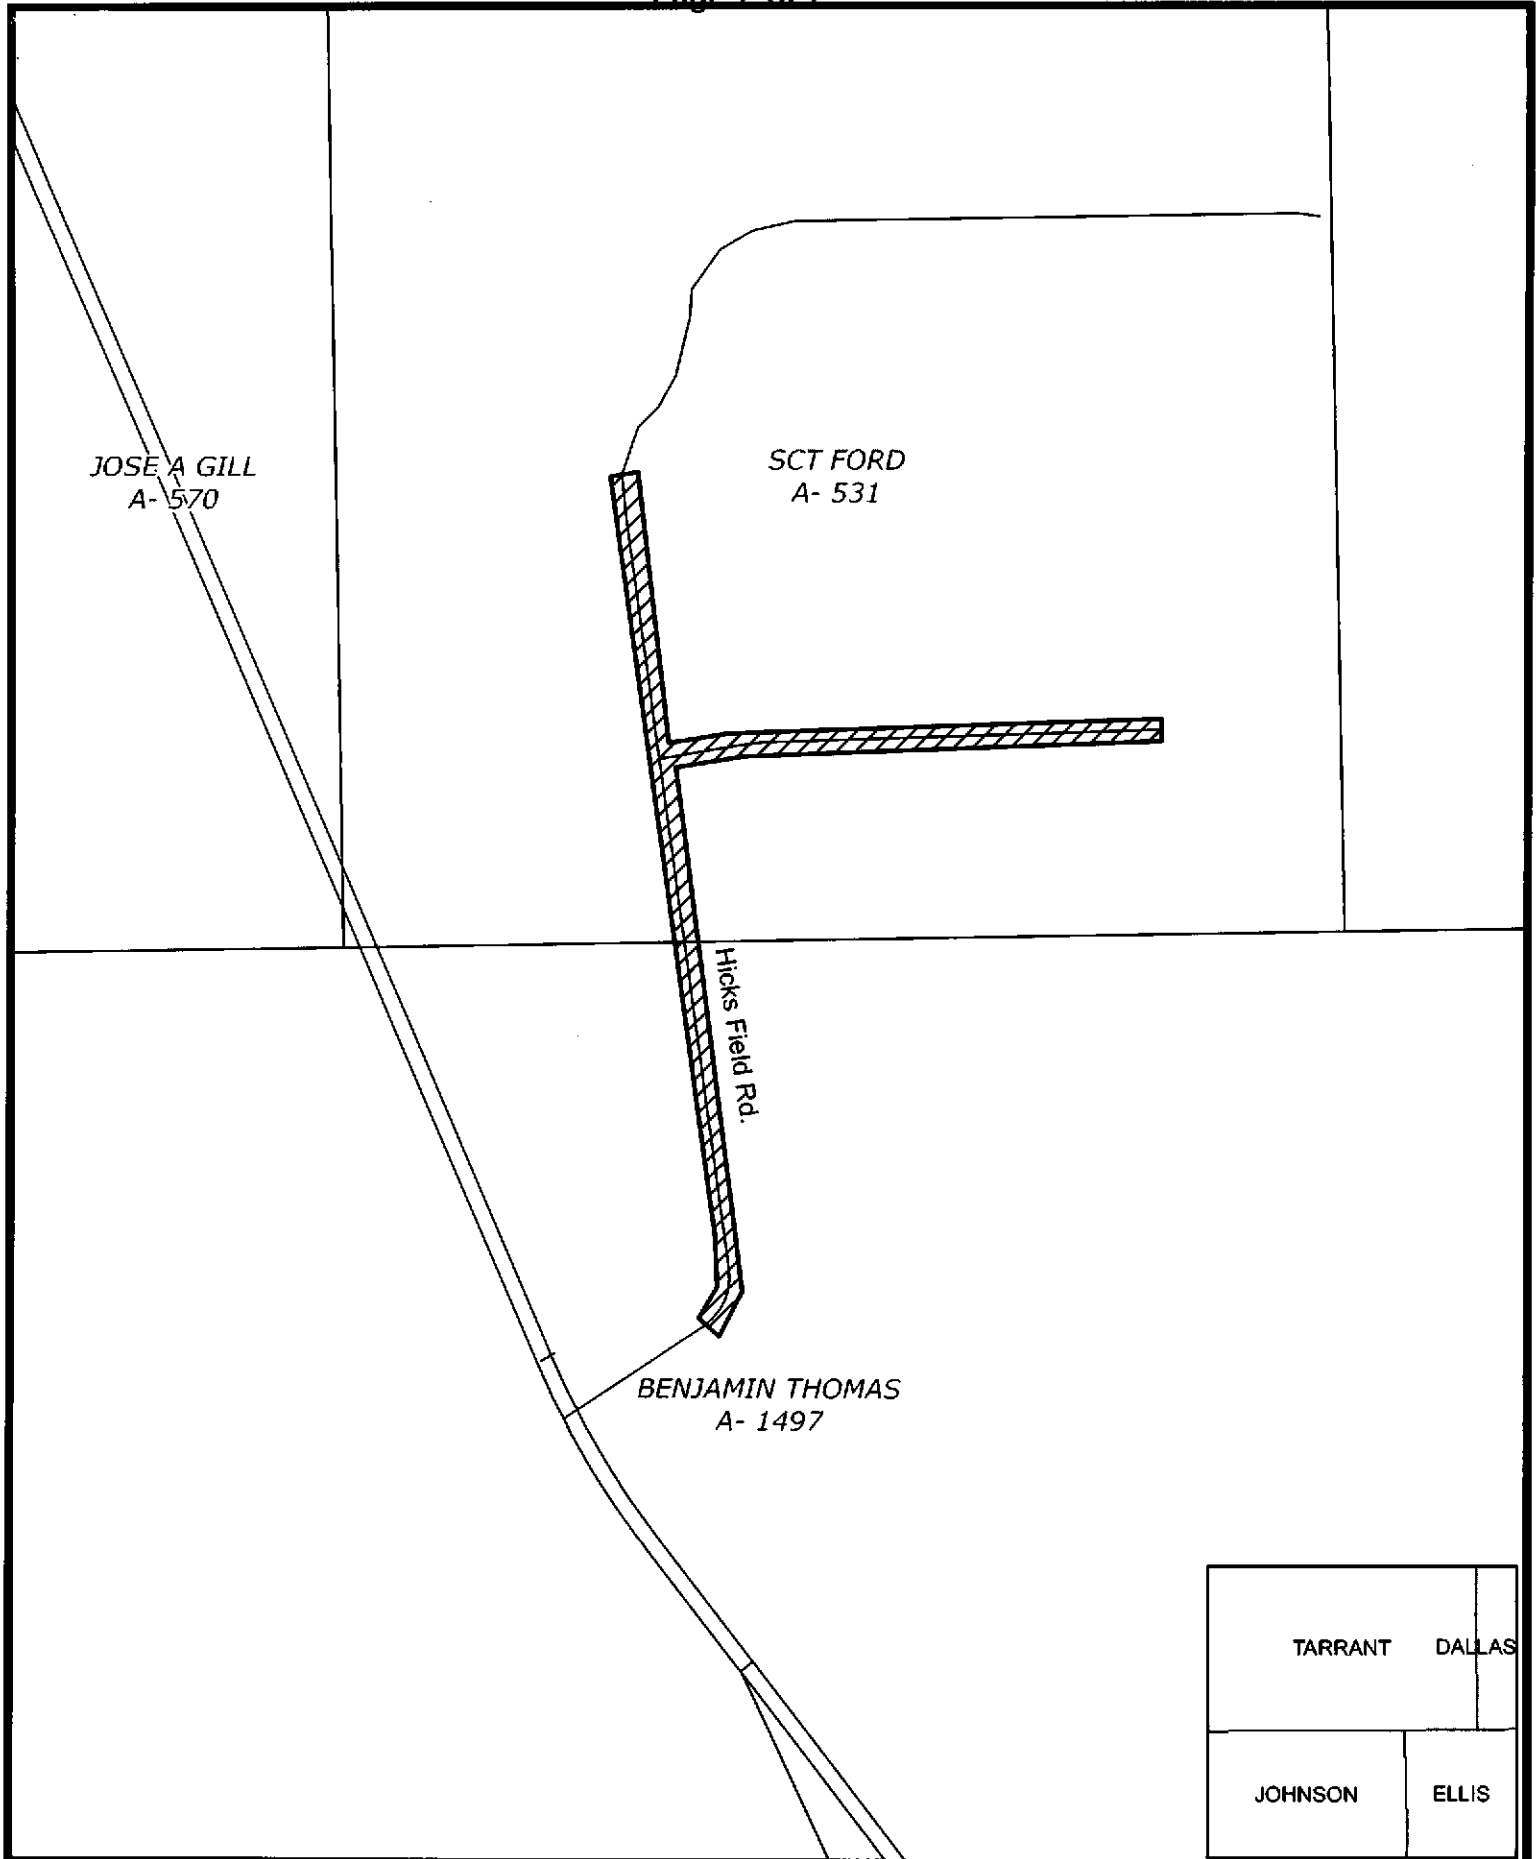 JOSE A GILL
A- 570
SCT FORD
A- 531
Hicks Field Rd.
BENJAMIN THOMAS
A- 1497
TARRANT
DALLAS
JOHNSON
ELLIS